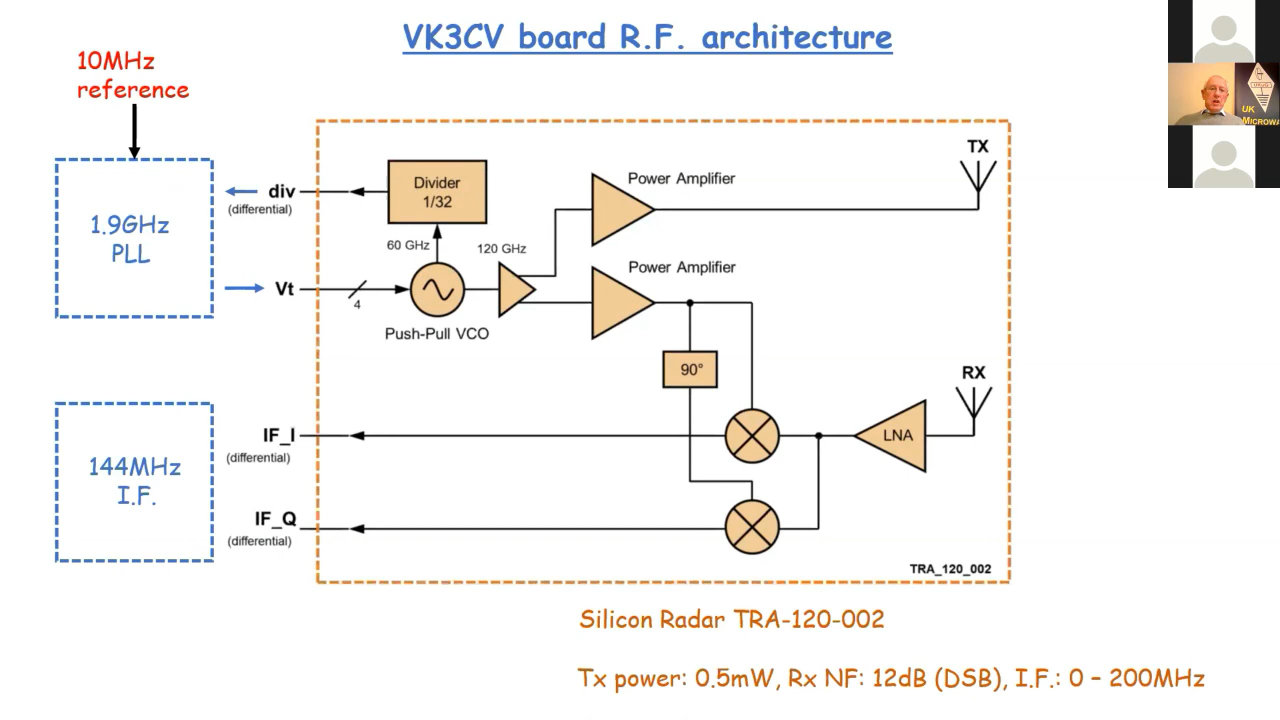 VK3CV board R.F. architecture
10MHz
reference
1.9GHz
PLL
div
(differential)
Vt
4
Divider
1/32
60 GHz
120 GHz
Push-Pull VCO
Power Amplifier
Power Amplifier
TX
90°
RX
LNA
144MHz
I.F.
IF_I
(differential)
IF_Q
(differential)
TRA_120_002
Silicon Radar TRA-120-002
Tx power: 0.5mW, Rx NF: 12dB (DSB), I.F.: 0 – 200MHz
UK
MICROWA